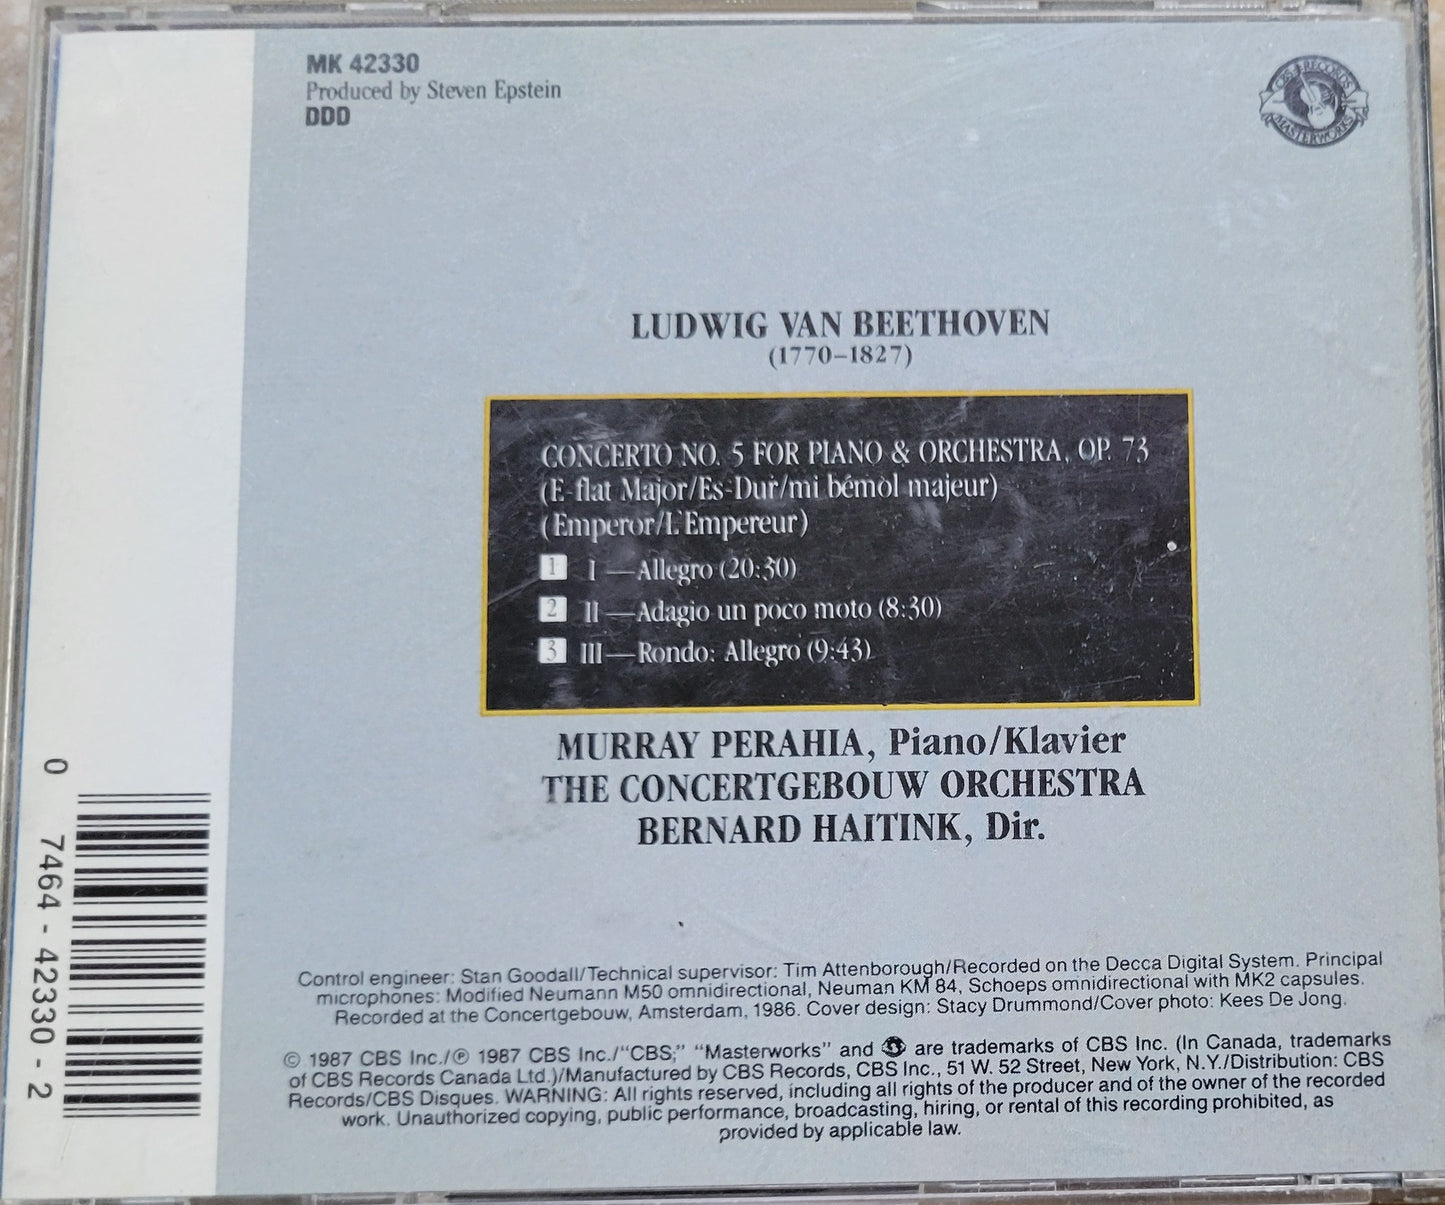 MK 42330
Produced by Steven Epstein
DDD
CBS RECORDS
MASTERWORKS
LUDWIG VAN BEETHOVEN
(1770–1827)
CONCERTO NO. 5 FOR PIANO & ORCHESTRA, OP. 73
(E-flat Major/Es-Dur/mi bémol majeur)
(Emperor/L'Empereur)
1 I—Allegro (20:30)
2 II—Adagio un poco moto (8:30)
3 III—Rondo: Allegro (9:43)
MURRAY PERAHIA, Piano/Klavier
THE CONCERTGEBOUW ORCHESTRA
BERNARD HAITINK, Dir.
Control engineer: Stan Goodall/Technical supervisor: Tim Attenborough/Recorded on the Decca Digital System. Principal
microphones: Modified Neumann M50 omnidirectional, Neuman KM 84, Schoeps omnidirectional with MK2 capsules.
Recorded at the Concertgebouw, Amsterdam, 1986. Cover design: Stacy Drummond/Cover photo: Kees De Jong.
© 1987 CBS Inc./℗ 1987 CBS Inc./"CBS," "Masterworks" and are trademarks of CBS Inc. (In Canada, trademarks
of CBS Records Canada Ltd.)/Manufactured by CBS Records, CBS Inc., 51 W. 52 Street, New York, N.Y./Distribution: CBS
Records/CBS Disques. WARNING: All rights reserved, including all rights of the producer and of the owner of the recorded
work. Unauthorized copying, public performance, broadcasting, hiring, or rental of this recording prohibited, as
provided by applicable law.
0 7464-42330-2